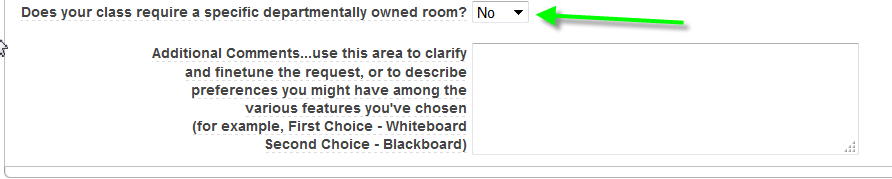 Does your class require a specific departmentally owned room? No
Additional Comments...use this area to clarify
and finetune the request, or to describe
preferences you might have among the
various features you've chosen
(for example, First Choice - Whiteboard
Second Choice - Blackboard)